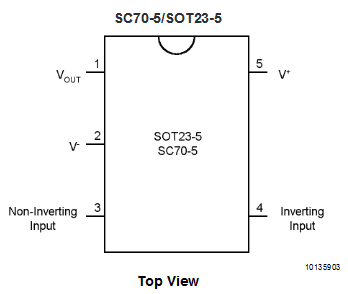 SC70-5/SOT23-5
1
VOUT
5
V+
2
V-
SOT23-5
SC70-5
Non-Inverting
Input
3
4
Inverting
Input
10135903
Top View